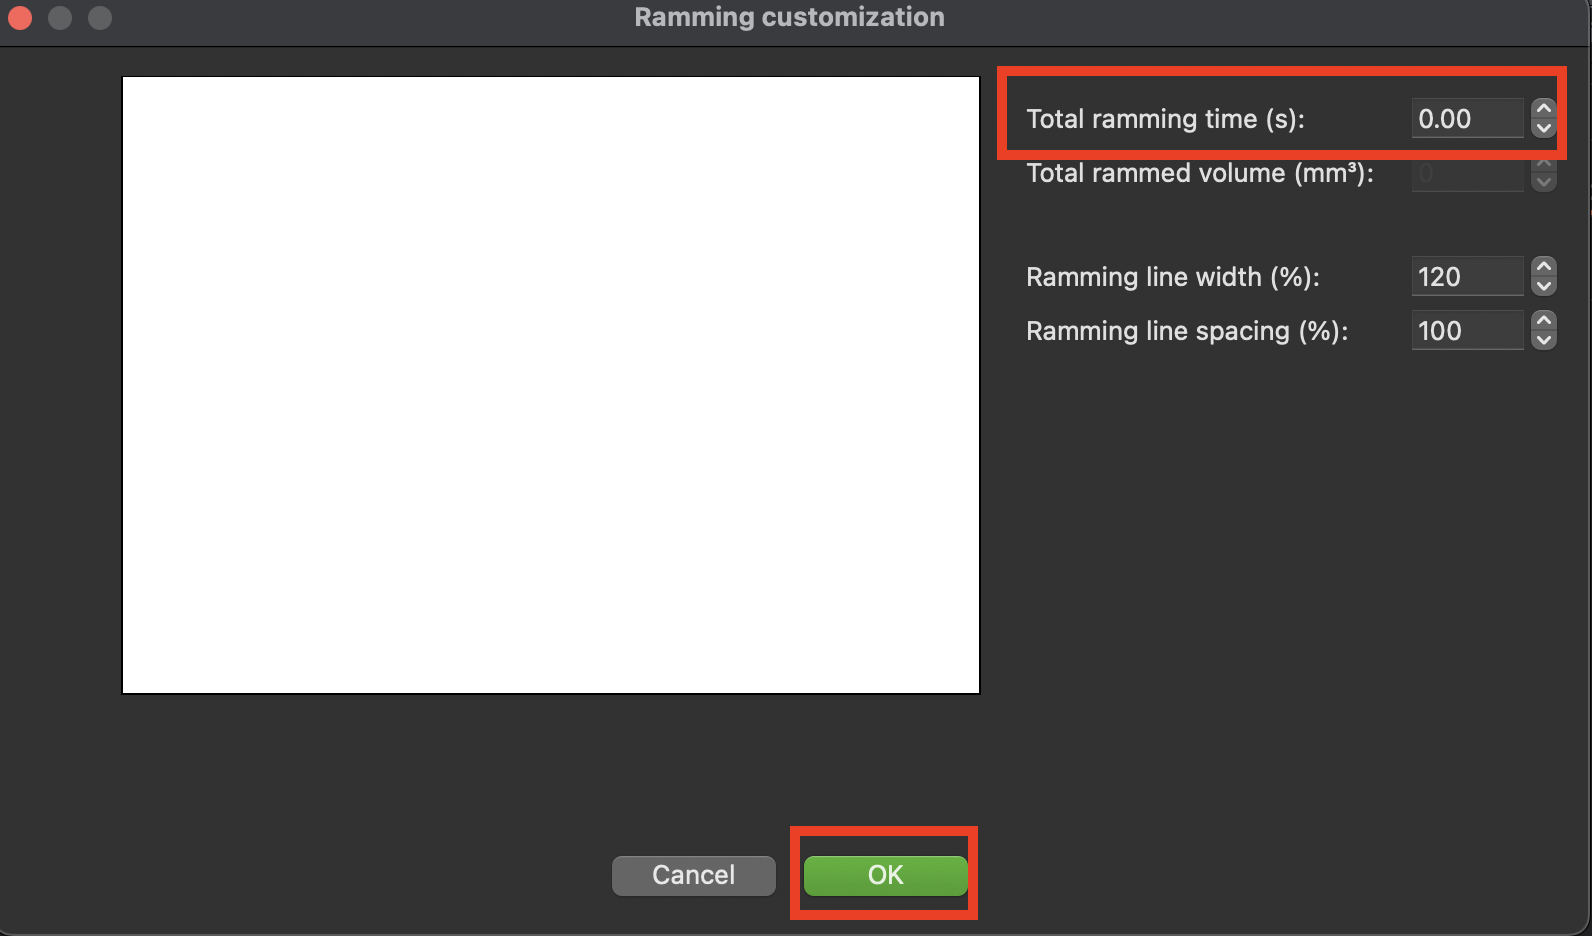 Ramming customization
Total ramming time (s): 0.00
Total rammed volume (mm³): 0
Ramming line width (%): 120
Ramming line spacing (%): 100
Cancel OK